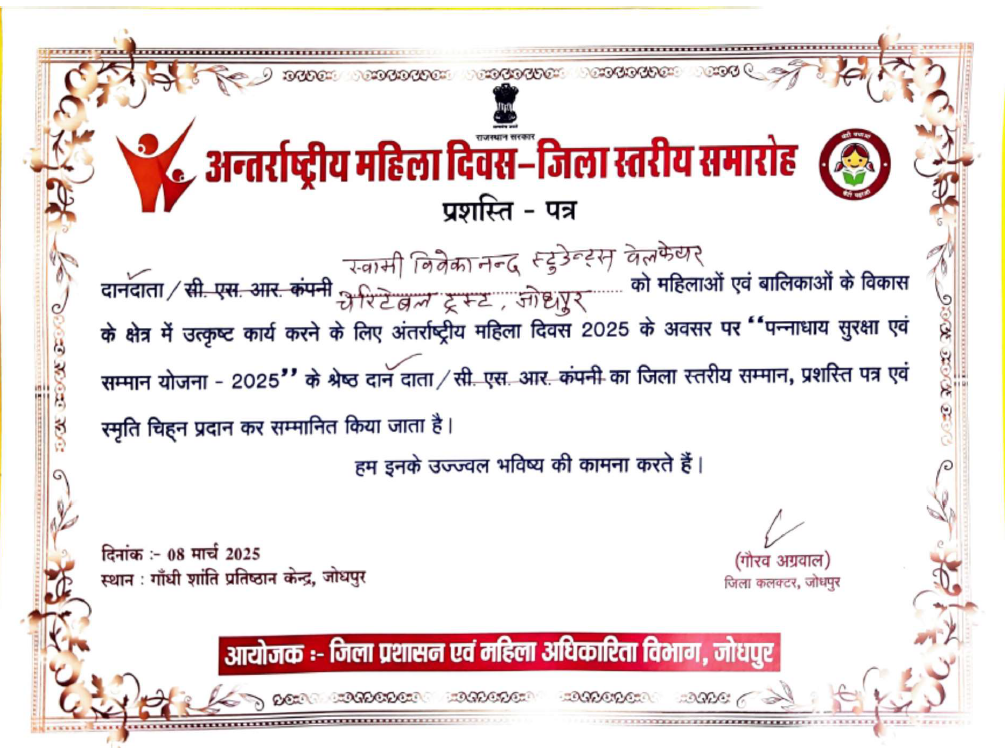 राजस्थान सरकार
अन्तर्राष्ट्रीय महिला दिवस-जिला स्तरीय समारोह
बेटी बचाओ
बेटी पढ़ाओ
प्रशस्ति - पत्र
स्वामी विवेकानन्द स्टुडेन्ट्स वेलफेयर
दानदाता / सी. एस. आर. कंपनी चेरिटेबल ट्रस्ट, जोधपुर को महिलाओं एवं बालिकाओं के विकास
के क्षेत्र में उत्कृष्ट कार्य करने के लिए अंतर्राष्ट्रीय महिला दिवस 2025 के अवसर पर “पन्नाधाय सुरक्षा एवं
सम्मान योजना - 2025” के श्रेष्ठ दान दाता / सी. एस. आर. कंपनी का जिला स्तरीय सम्मान, प्रशस्ति पत्र एवं
स्मृति चिह्न प्रदान कर सम्मानित किया जाता है।
हम इनके उज्ज्वल भविष्य की कामना करते हैं।
दिनांक :- 08 मार्च 2025
स्थान : गाँधी शांति प्रतिष्ठान केन्द्र, जोधपुर
(गौरव अग्रवाल)
जिला कलक्टर, जोधपुर
आयोजक :- जिला प्रशासन एवं महिला अधिकारिता विभाग, जोधपुर